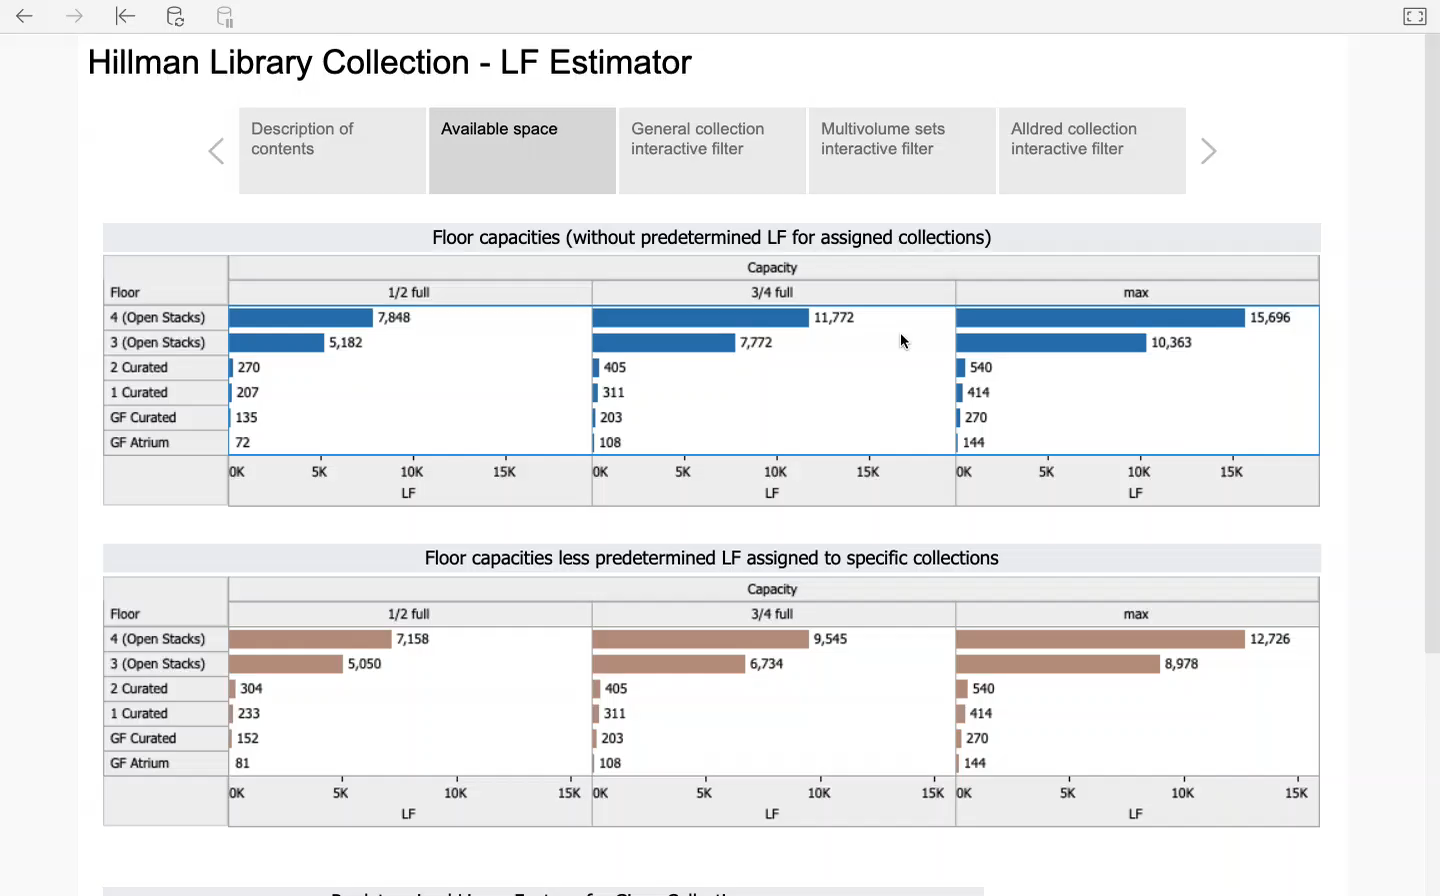 Hillman Library Collection - LF Estimator
Description of contents
Available space
General collection interactive filter
Multivolume sets interactive filter
Alldred collection interactive filter
Floor capacities (without predetermined LF for assigned collections)
Capacity
Floor 1/2 full 3/4 full max
4 (Open Stacks) 7,848 11,772 15,696
3 (Open Stacks) 5,182 7,772 10,363
2 Curated 270 405 540
1 Curated 207 311 414
GF Curated 135 203 270
GF Atrium 72 108 144
0K 5K 10K 15K 0K 5K 10K 15K 0K 5K 10K 15K
LF LF LF
Floor capacities less predetermined LF assigned to specific collections
Capacity
Floor 1/2 full 3/4 full max
4 (Open Stacks) 7,158 9,545 12,726
3 (Open Stacks) 5,050 6,734 8,978
2 Curated 304 405 540
1 Curated 233 311 414
GF Curated 152 203 270
GF Atrium 81 108 144
0K 5K 10K 15K 0K 5K 10K 15K 0K 5K 10K 15K
LF LF LF